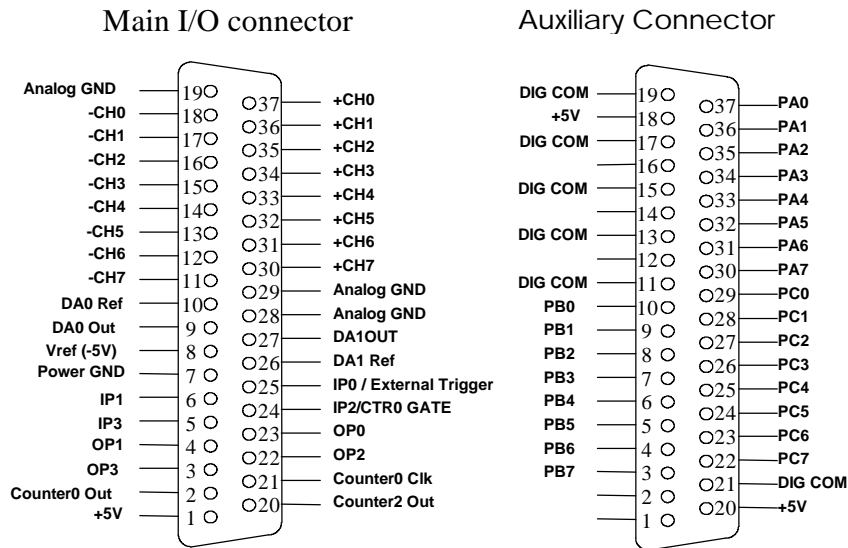 Main I/O connector
Auxiliary Connector
Analog GND 19 37 +CH0
-CH0 18 36 +CH1
-CH1 17 35 +CH2
-CH2 16 34 +CH3
-CH3 15 33 +CH4
-CH4 14 32 +CH5
-CH5 13 31 +CH6
-CH6 12 30 +CH7
-CH7 11 29 Analog GND
DA0 Ref 10 28 Analog GND
DA0 Out 9 27 DA1OUT
Vref (-5V) 8 26 DA1 Ref
Power GND 7 25 IP0 / External Trigger
IP1 6 24 IP2/CTR0 GATE
IP3 5 23 OP0
OP1 4 22 OP2
OP3 3 21 Counter0 Clk
Counter0 Out 2 20 Counter2 Out
+5V 1
DIG COM 19 37 PA0
+5V 18 36 PA1
DIG COM 17 35 PA2
16 34 PA3
DIG COM 15 33 PA4
14 32 PA5
DIG COM 13 31 PA6
12 30 PA7
DIG COM 11 29 PC0
PB0 10 28 PC1
PB1 9 27 PC2
PB2 8 26 PC3
PB3 7 25 PC4
PB4 6 24 PC5
PB5 5 23 PC6
PB6 4 22 PC7
PB7 3 21 DIG COM
2 20 +5V
1